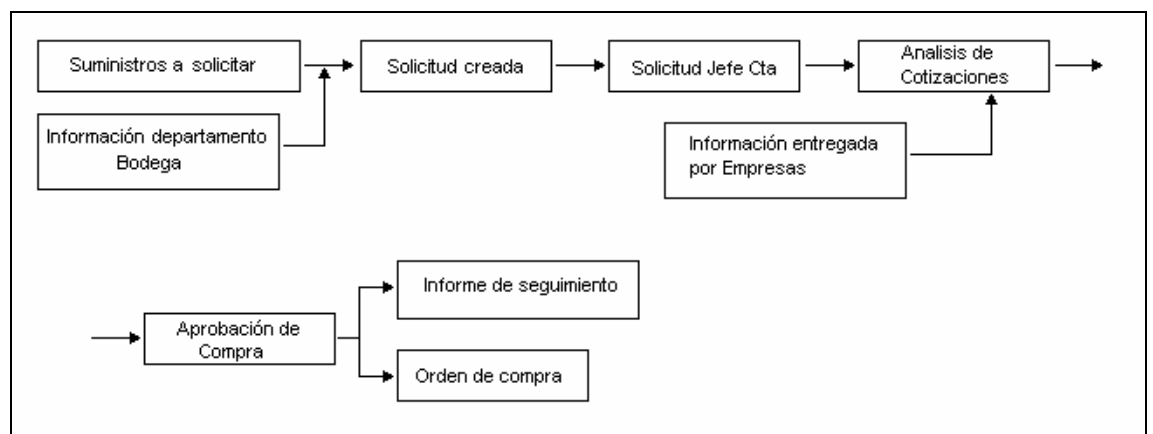 Suministros a solicitar
Solicitud creada
Solicitud Jefe Cta
Analisis de
Cotizaciones
Información departamento
Bodega
Información entregada
por Empresas
Informe de seguimiento
Aprobación de
Compra
Orden de compra